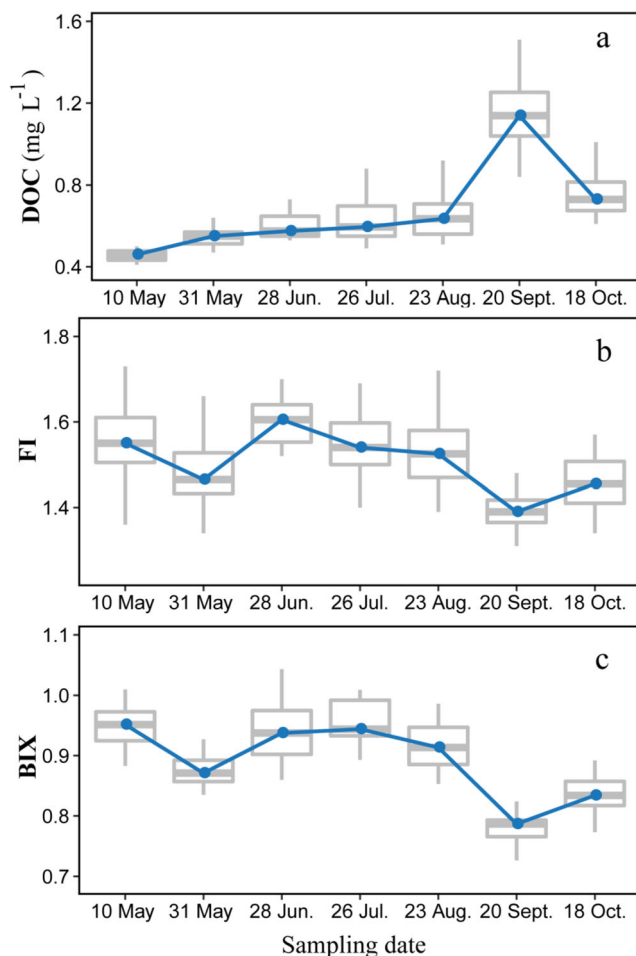 a
1.6
1.2
0.8
0.4
DOC (mg L⁻¹)
10 May 31 May 28 Jun. 26 Jul. 23 Aug. 20 Sept. 18 Oct.
b
1.8
1.6
1.4
FI
10 May 31 May 28 Jun. 26 Jul. 23 Aug. 20 Sept. 18 Oct.
c
1.1
1.0
0.9
0.8
0.7
BIX
10 May 31 May 28 Jun. 26 Jul. 23 Aug. 20 Sept. 18 Oct.
Sampling date